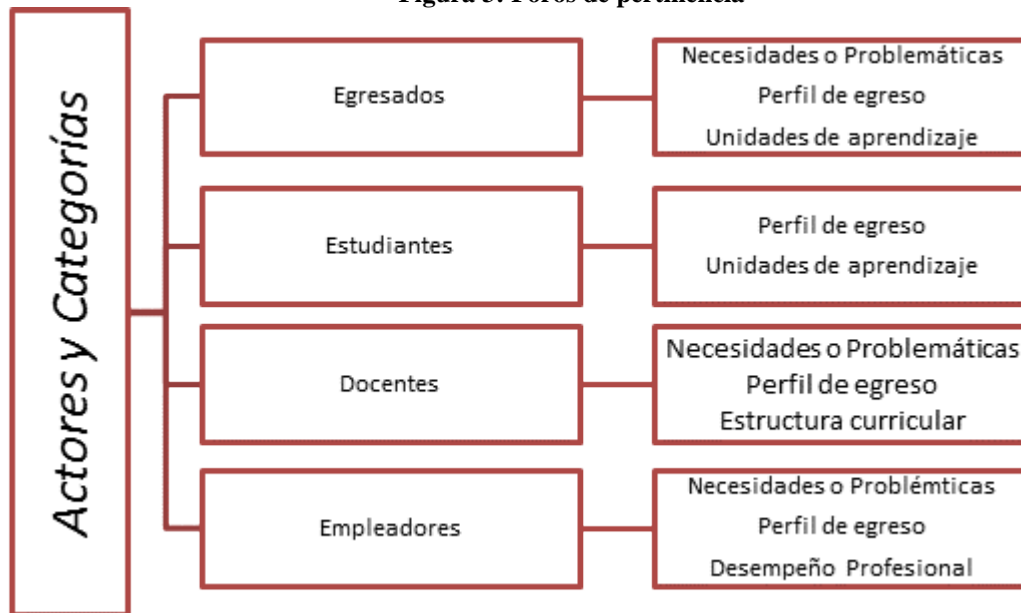 Figura 3. Foros de pertinencia
Actores y Categorías
Egresados
Necesidades o Problemáticas
Perfil de egreso
Unidades de aprendizaje
Estudiantes
Perfil de egreso
Unidades de aprendizaje
Docentes
Necesidades o Problemáticas
Perfil de egreso
Estructura curricular
Empleadores
Necesidades o Problémticas
Perfil de egreso
Desempeño Profesional